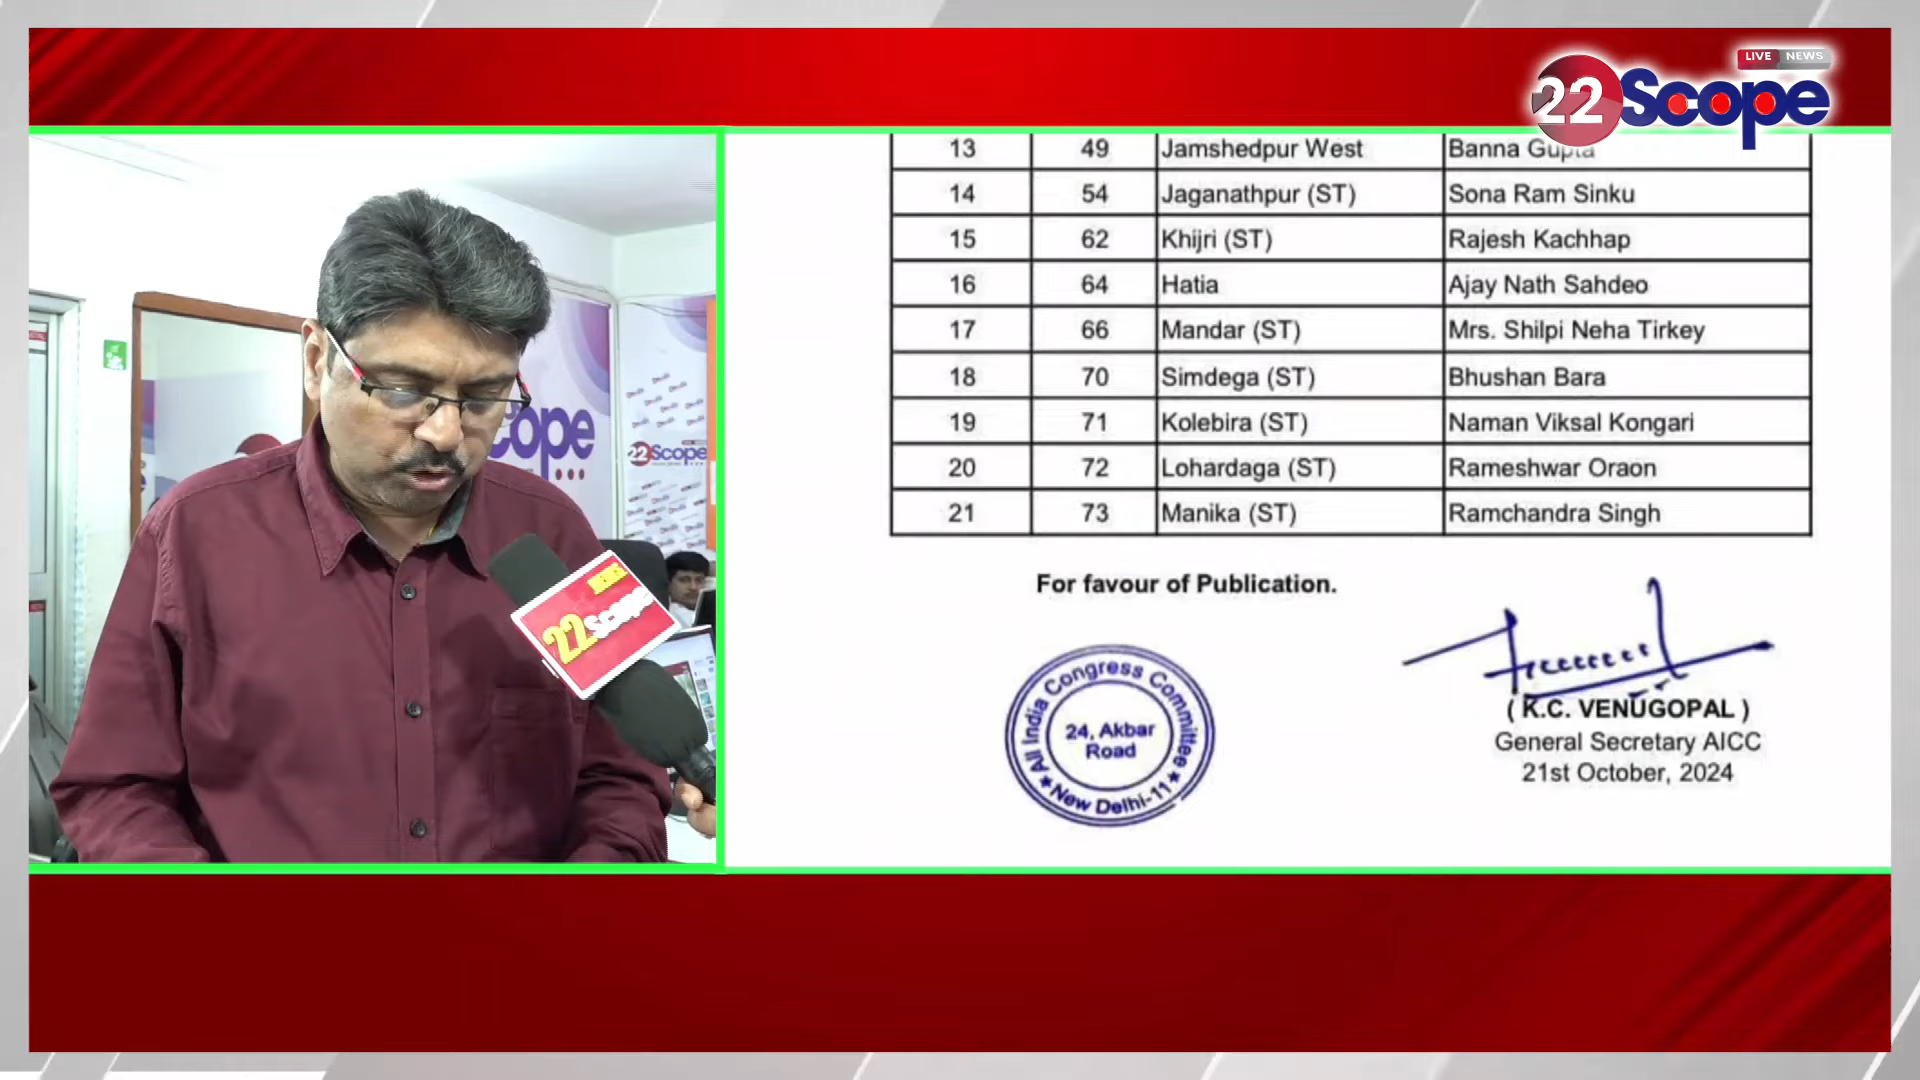 LIVE NEWS
22Scope
13 49 Jamshedpur West Banna Gupta
14 54 Jaganathpur (ST) Sona Ram Sinku
15 62 Khijri (ST) Rajesh Kachhap
16 64 Hatia Ajay Nath Sahdeo
17 66 Mandar (ST) Mrs. Shilpi Neha Tirkey
18 70 Simdega (ST) Bhushan Bara
19 71 Kolebira (ST) Naman Viksal Kongari
20 72 Lohardaga (ST) Rameshwar Oraon
21 73 Manika (ST) Ramchandra Singh
For favour of Publication.
All India Congress Committee
24, Akbar
Road
New Delhi-11
( K.C. VENUGOPAL )
General Secretary AICC
21st October, 2024
cope
22Scope
NEWS
22Scope